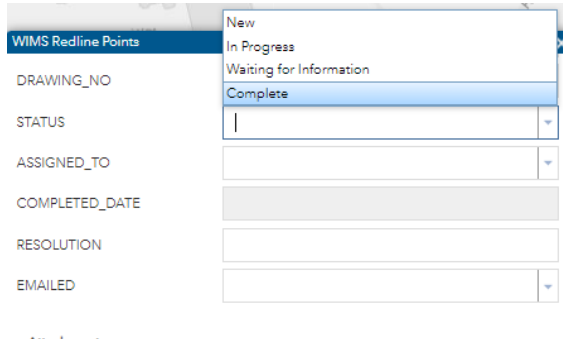 New
WIMS Redline Points
In Progress
Waiting for Information
DRAWING_NO
Complete
STATUS
ASSIGNED_TO
COMPLETED_DATE
RESOLUTION
EMAILED